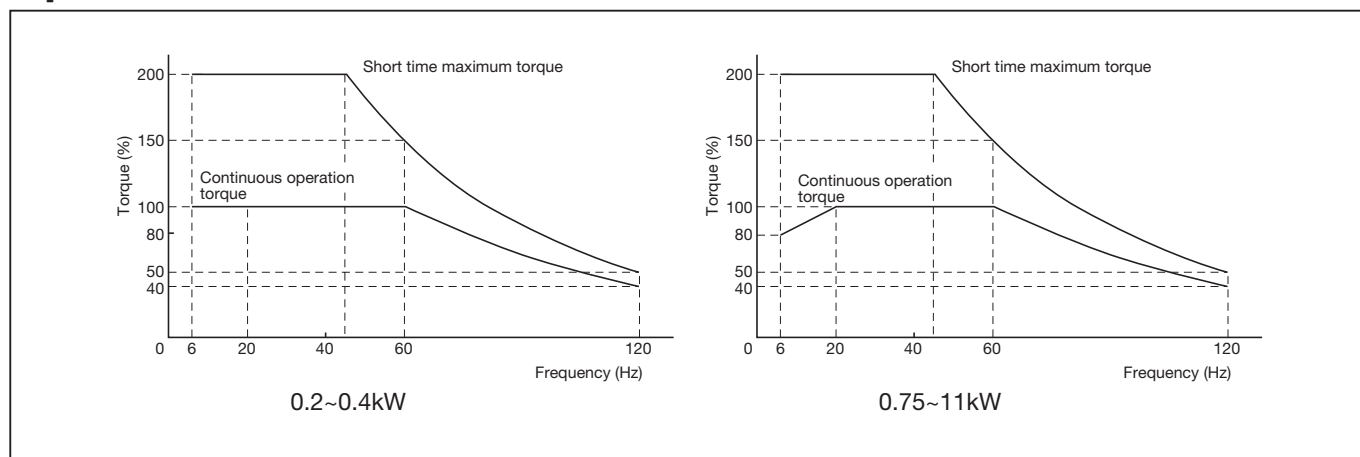 200
Short time maximum torque
150
Torque (%)
Continuous operation
torque
100
80
50
40
0 6 20 40 60 120
Frequency (Hz)
0.2~0.4kW
200
Short time maximum torque
150
Torque (%)
Continuous operation
torque
100
80
50
40
0 6 20 40 60 120
Frequency (Hz)
0.75~11kW